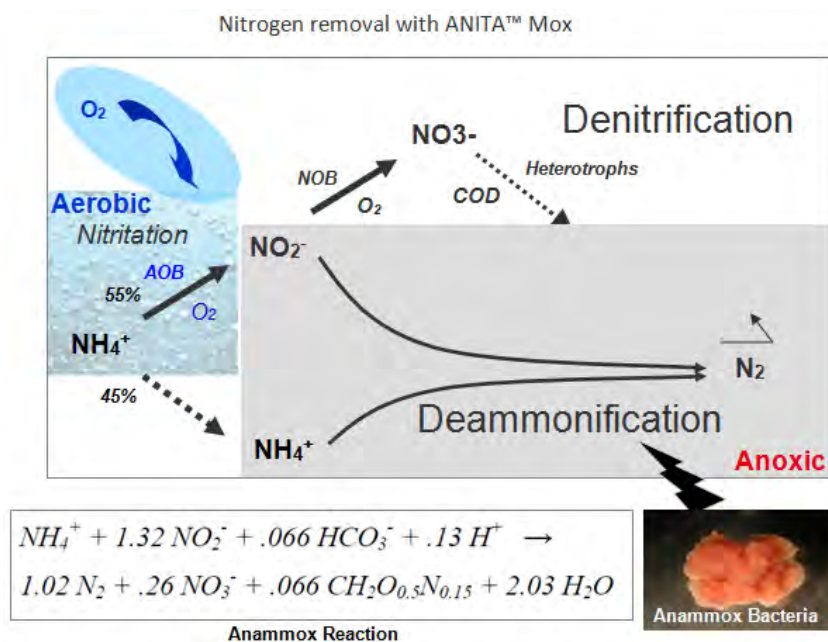 Nitrogen removal with ANITA™ Mox
O₂
Denitrification
NO3-
NOB
O₂
Heterotrophs
COD
Aerobic
Nitritation
NO₂⁻
AOB
55%
O₂
NH₄⁺
N₂
45%
Deammonification
NH₄⁺
Anoxic
NH₄⁺ + 1.32 NO₂⁻ + .066 HCO₃⁻ + .13 H⁺ →
1.02 N₂ + .26 NO₃⁻ + .066 CH₂O₀.₅N₀.₁₅ + 2.03 H₂O
Anammox Bacteria
Anammox Reaction